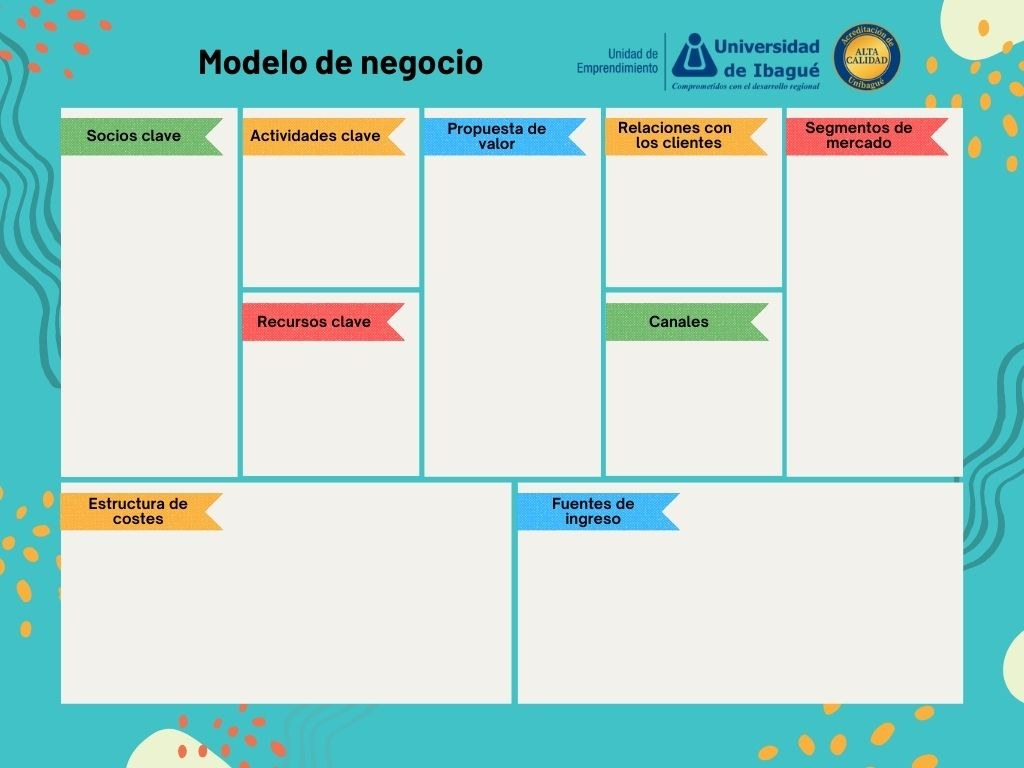 Modelo de negocio
Unidad de
Emprendimiento
Universidad
de Ibagué
Comprometidos con el desarrollo regional
Acreditación de
ALTA
CALIDAD
Unibagué
Socios clave
Actividades clave
Propuesta de
valor
Relaciones con
los clientes
Segmentos de
mercado
Recursos clave
Canales
Estructura de
costes
Fuentes de
ingreso